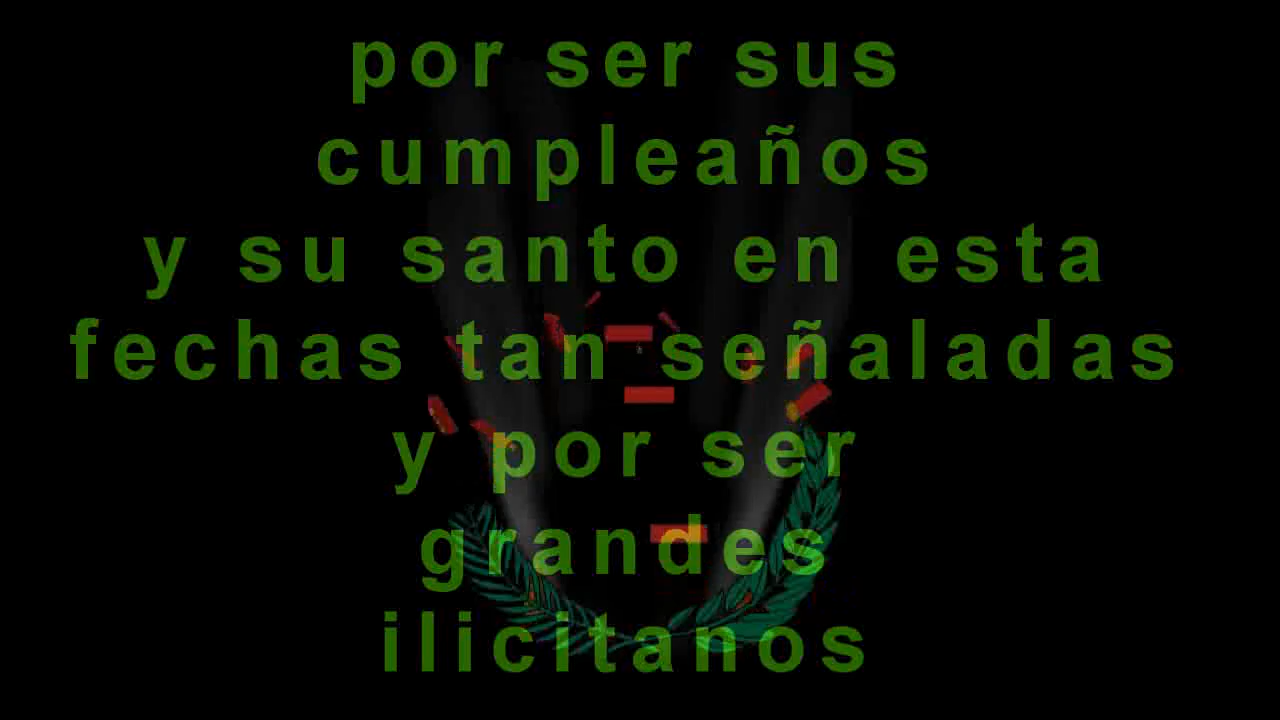 por ser sus
cumpleaños
y su santo en esta
fechas tan señaladas
y por ser
grandes
ilicitanos